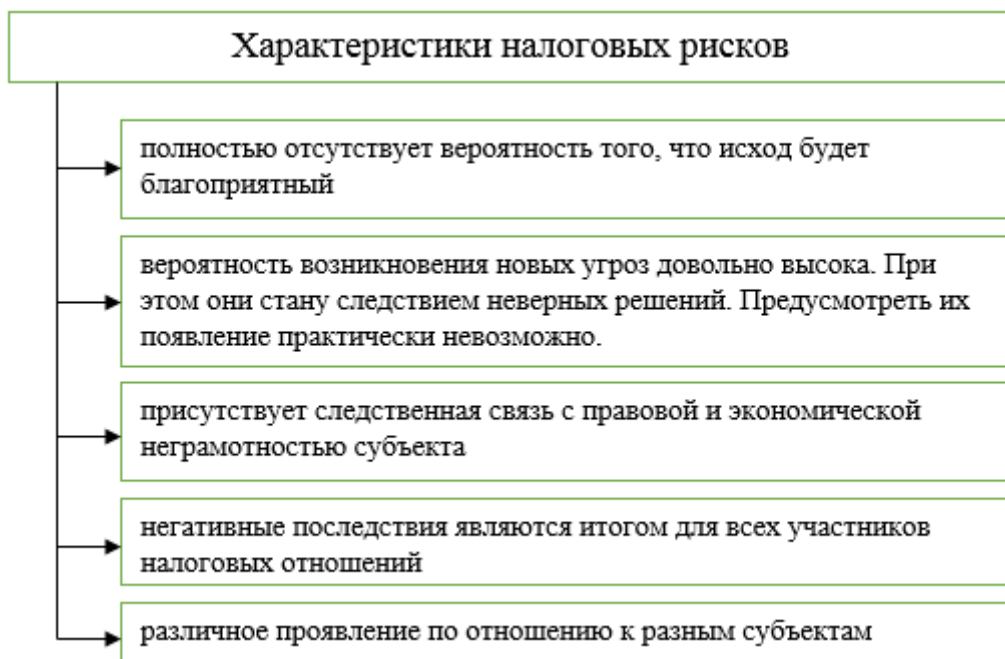 Характеристики налоговых рисков
полностью отсутствует вероятность того, что исход будет
благоприятный
вероятность возникновения новых угроз довольно высока. При
этом они стану следствием неверных решений. Предусмотреть их
появление практически невозможно.
присутствует следственная связь с правовой и экономической
неграмотностью субъекта
негативные последствия являются итогом для всех участников
налоговых отношений
различное проявление по отношению к разным субъектам